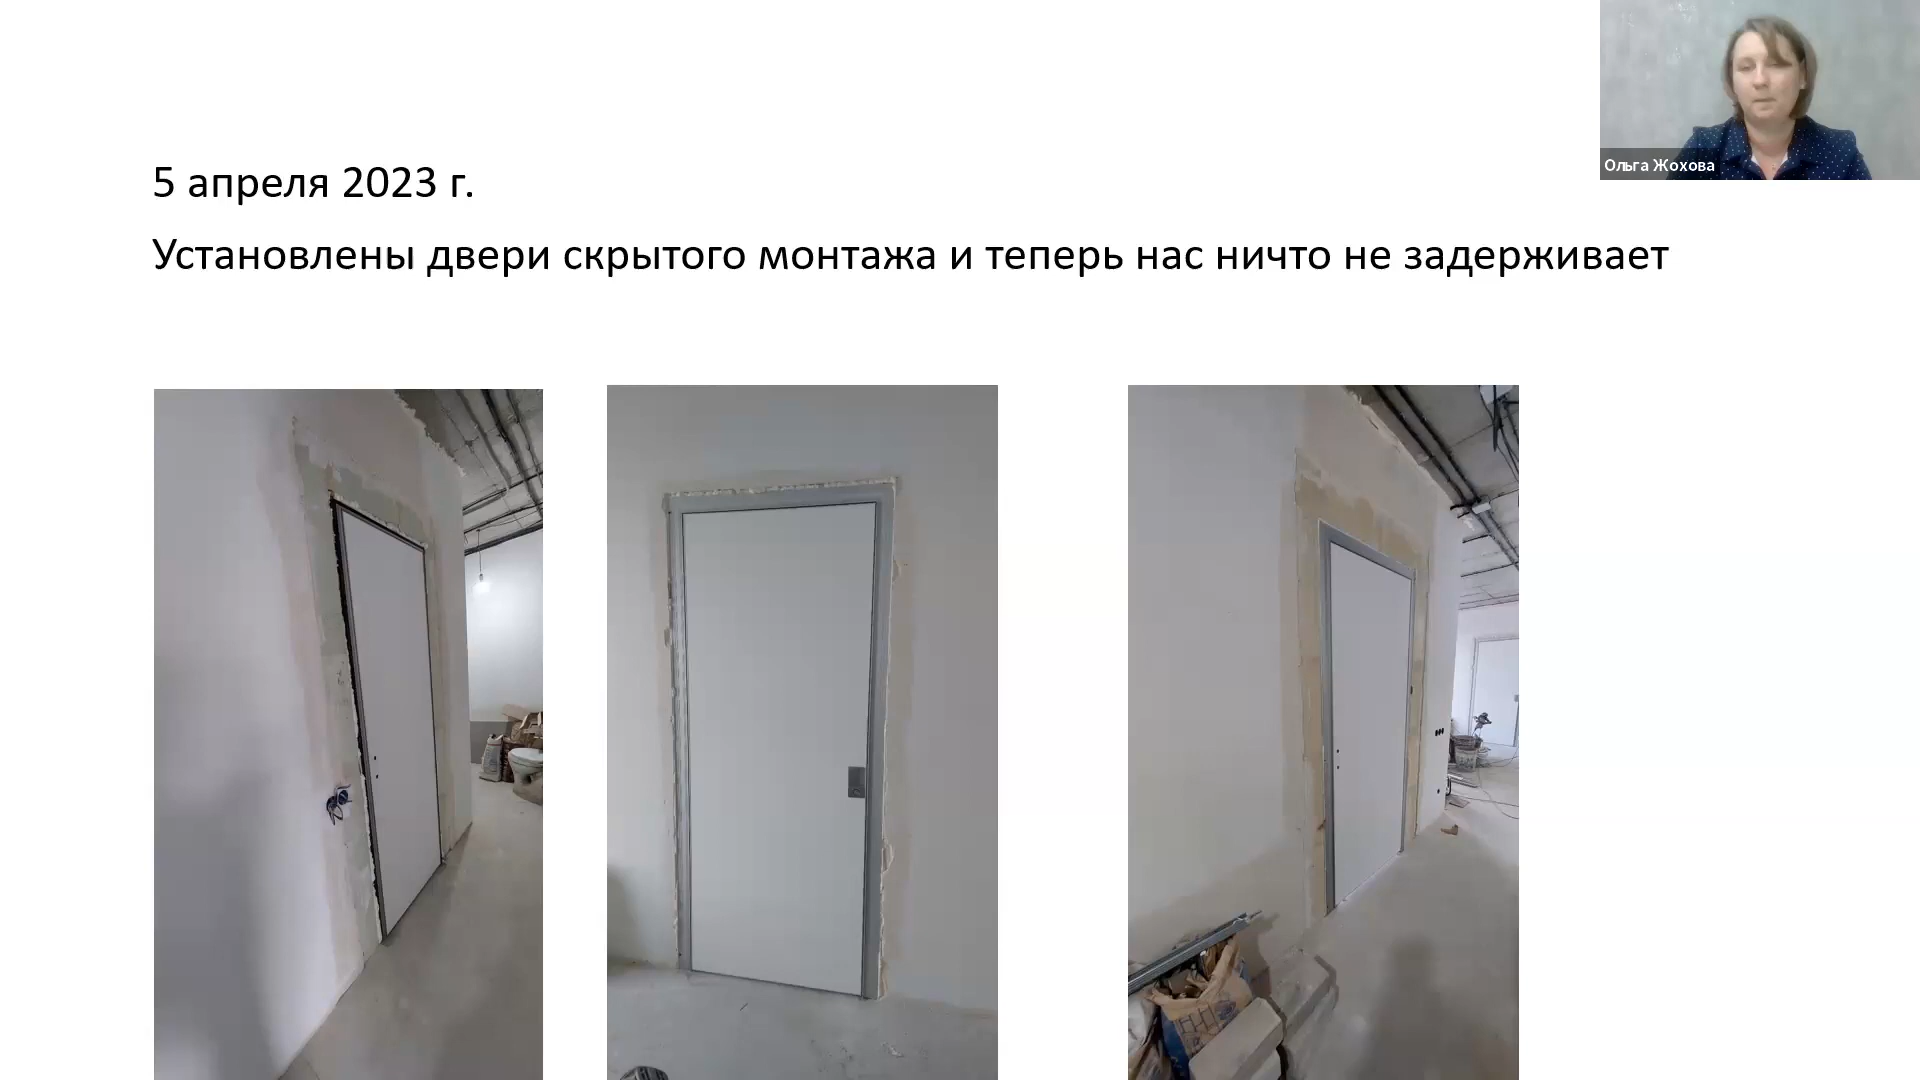 Ольга Жохова
5 апреля 2023 г.
Установлены двери скрытого монтажа и теперь нас ничто не задерживает